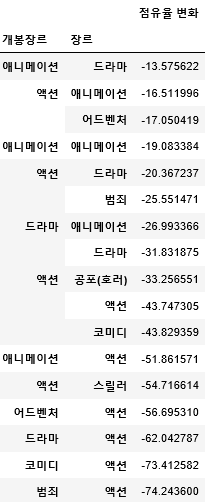 점유율 변화
개봉장르 장르
애니메이션 드라마 -13.575622
액션 애니메이션 -16.511996
어드벤처 -17.050419
애니메이션 애니메이션 -19.083384
액션 드라마 -20.367237
범죄 -25.551471
드라마 애니메이션 -26.993366
드라마 -31.831875
액션 공포(호러) -33.256551
액션 -43.747305
코미디 -43.829359
애니메이션 액션 -51.861571
액션 스릴러 -54.716614
어드벤처 액션 -56.695310
드라마 액션 -62.042787
코미디 액션 -73.412582
범죄 액션 -74.243600